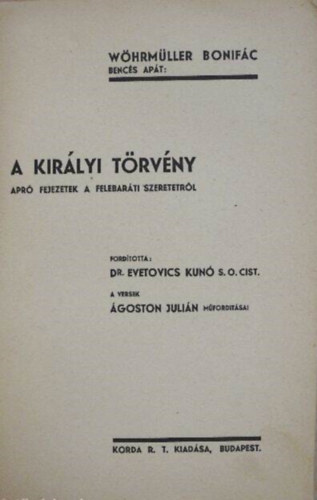 WÖHRMÜLLER BONIFÁC
BENCÉS APÁT:
A KIRÁLYI TÖRVÉNY
APRÓ FEJEZETEK A FELEBARÁTI SZERETETRŐL
FORDÍTOTTA:
DR. EVETOVICS KUNÓ S. O. CIST.
A VERSEK
ÁGOSTON JULIÁN MŰFORDÍTÁSAI
KORDA R. T. KIADÁSA, BUDAPEST.